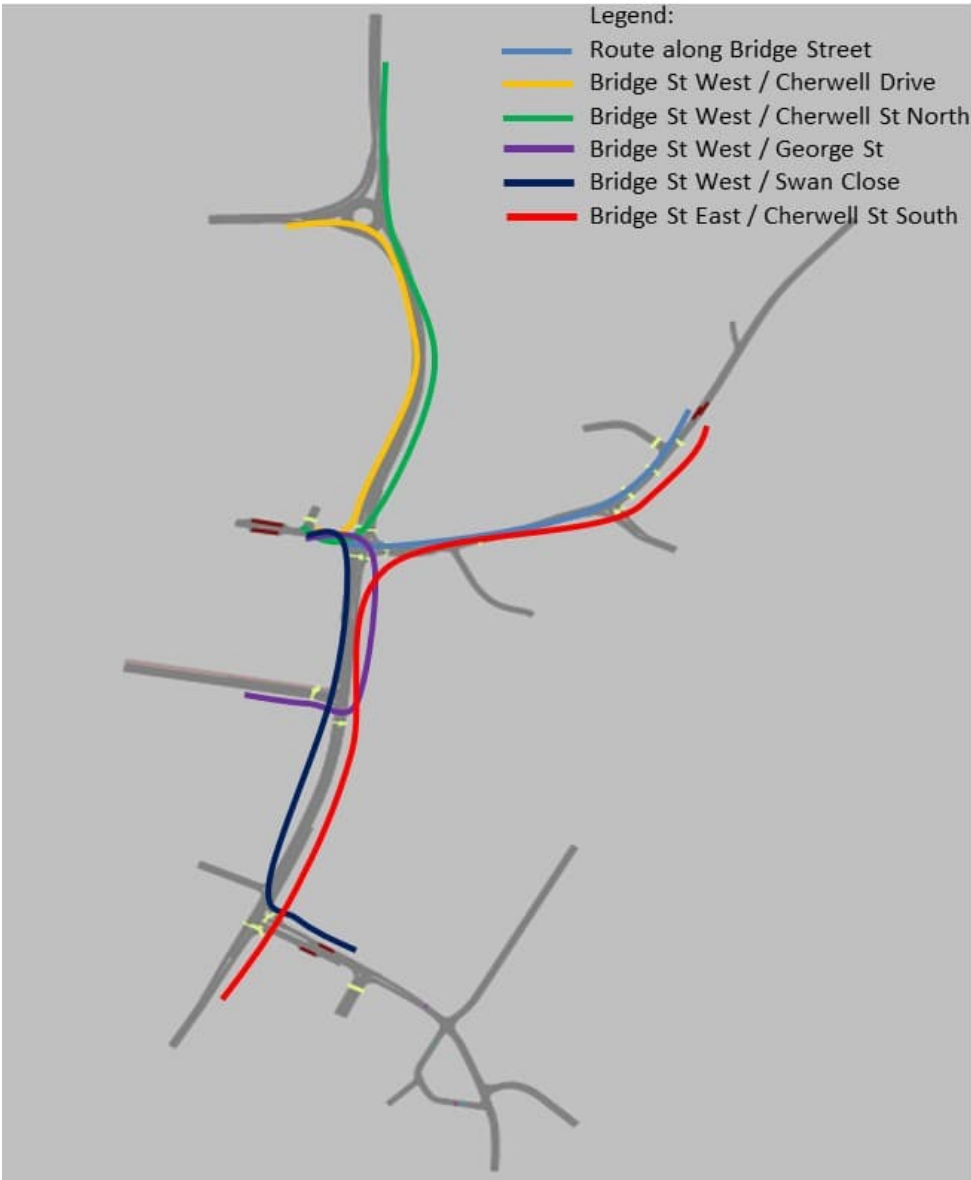 Legend:
Route along Bridge Street
Bridge St West / Cherwell Drive
Bridge St West / Cherwell St North
Bridge St West / George St
Bridge St West / Swan Close
Bridge St East / Cherwell St South